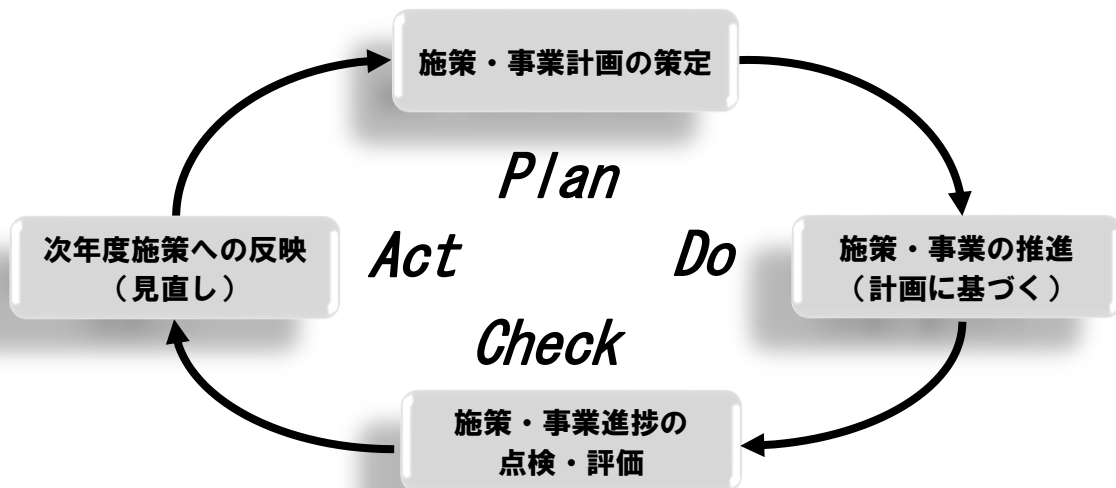 施策・事業計画の策定
Plan
次年度施策への反映
（見直し）
Act
Do
施策・事業の推進
（計画に基づく）
Check
施策・事業進捗の
点検・評価